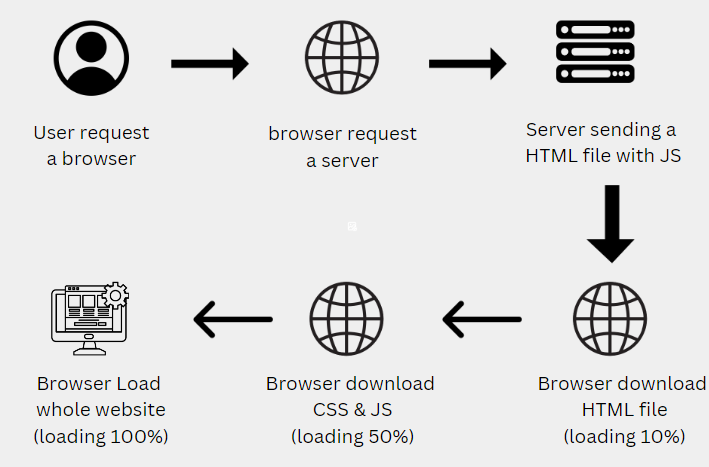 User request
a browser
browser request
a server
Server sending a
HTML file with JS
Browser download
HTML file
(loading 10%)
Browser download
CSS & JS
(loading 50%)
Browser Load
whole website
(loading 100%)